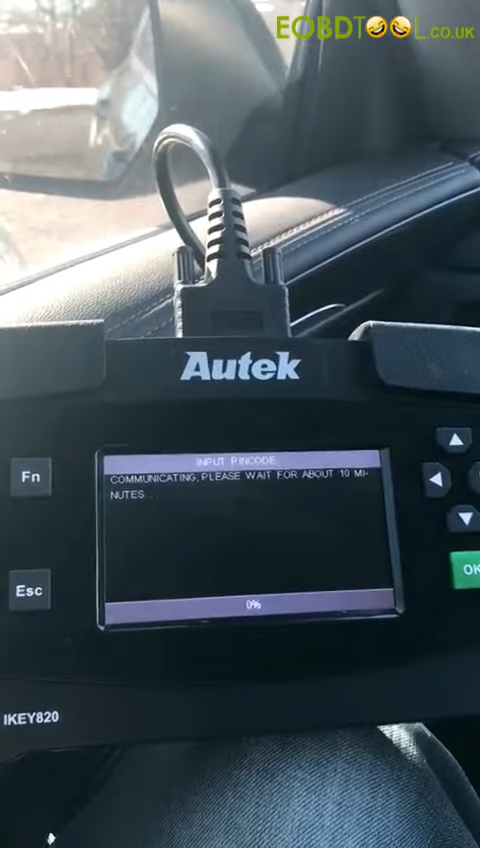 EOBDTOOL.co.uk
Autek
INPUT PINCODE
COMMUNICATING, PLEASE WAIT FOR ABOUT 10 MI-
NUTES...
Fn
Esc
OK
0%
IKEY820